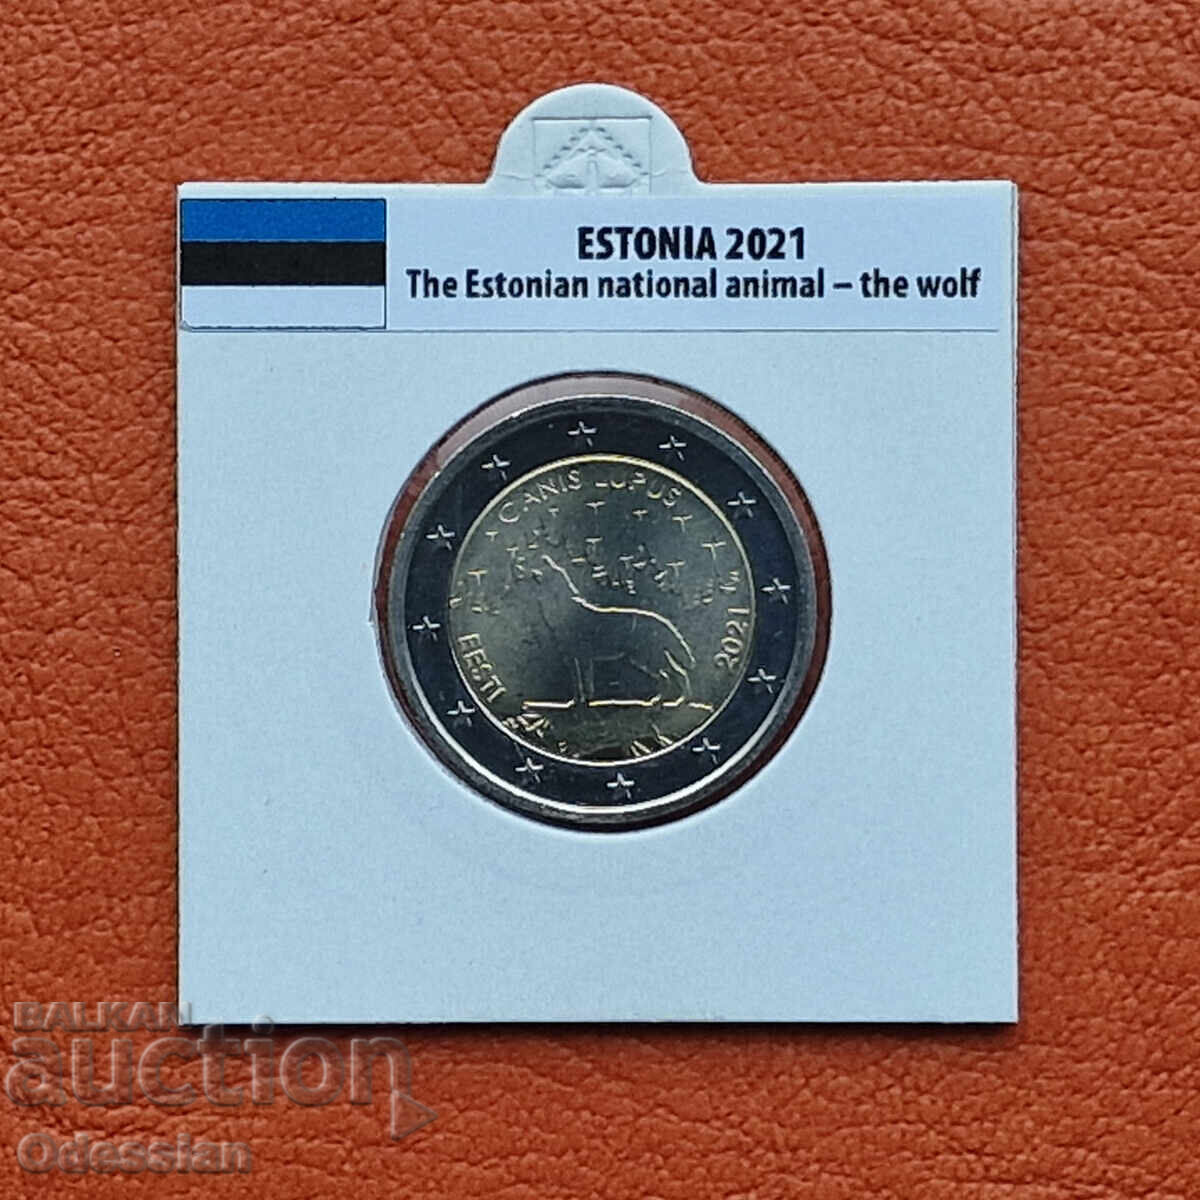 ESTONIA 2021
The Estonian national animal – the wolf
CANIS LUPUS
EESTI
2021
BALKAN
auction
Odessian